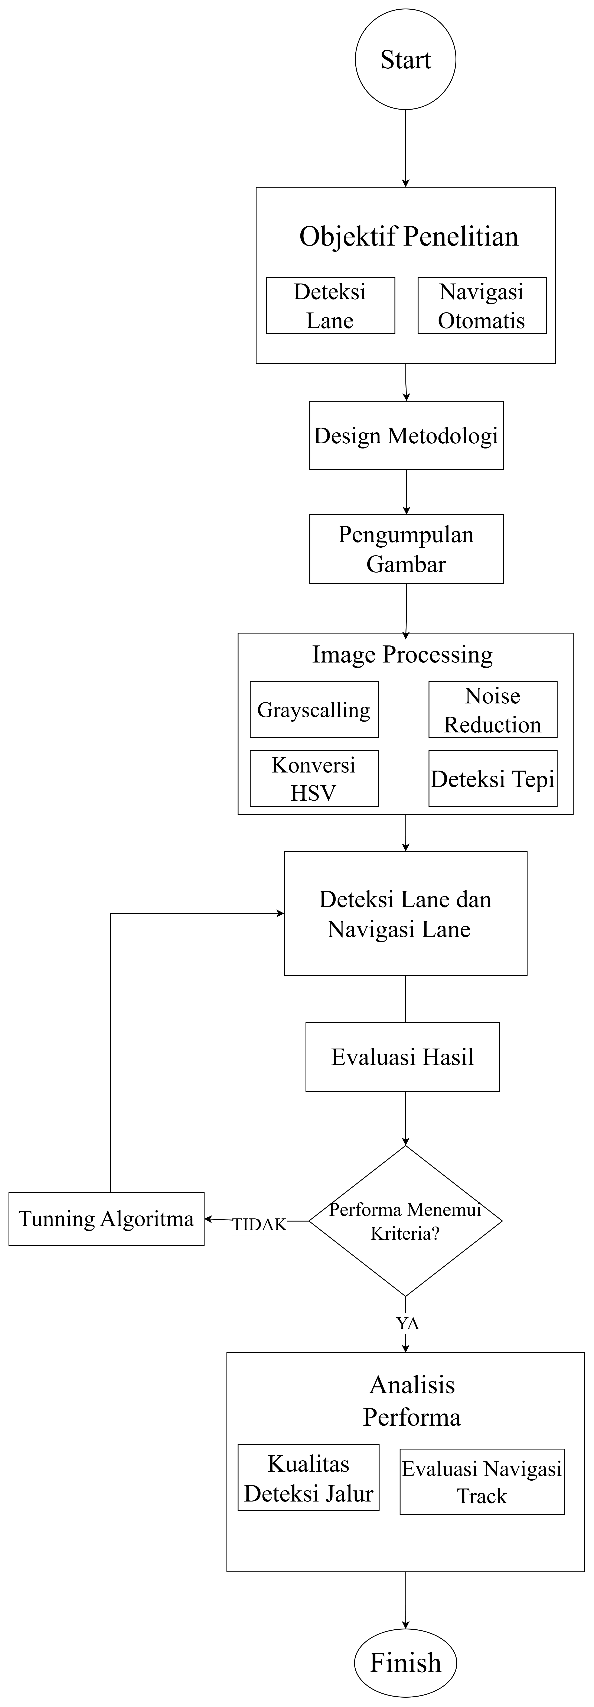 Start
Objektif Penelitian
Deteksi
Lane
Navigasi
Otomatis
Design Metodologi
Pengumpulan
Gambar
Image Processing
Grayscalling
Noise
Reduction
Konversi
HSV
Deteksi Tepi
Deteksi Lane dan
Navigasi Lane
Evaluasi Hasil
Performa Menemui
Kriteria?
TIDAK
Tunning Algoritma
YA
Analisis
Performa
Kualitas
Deteksi Jalur
Evaluasi Navigasi
Track
Finish